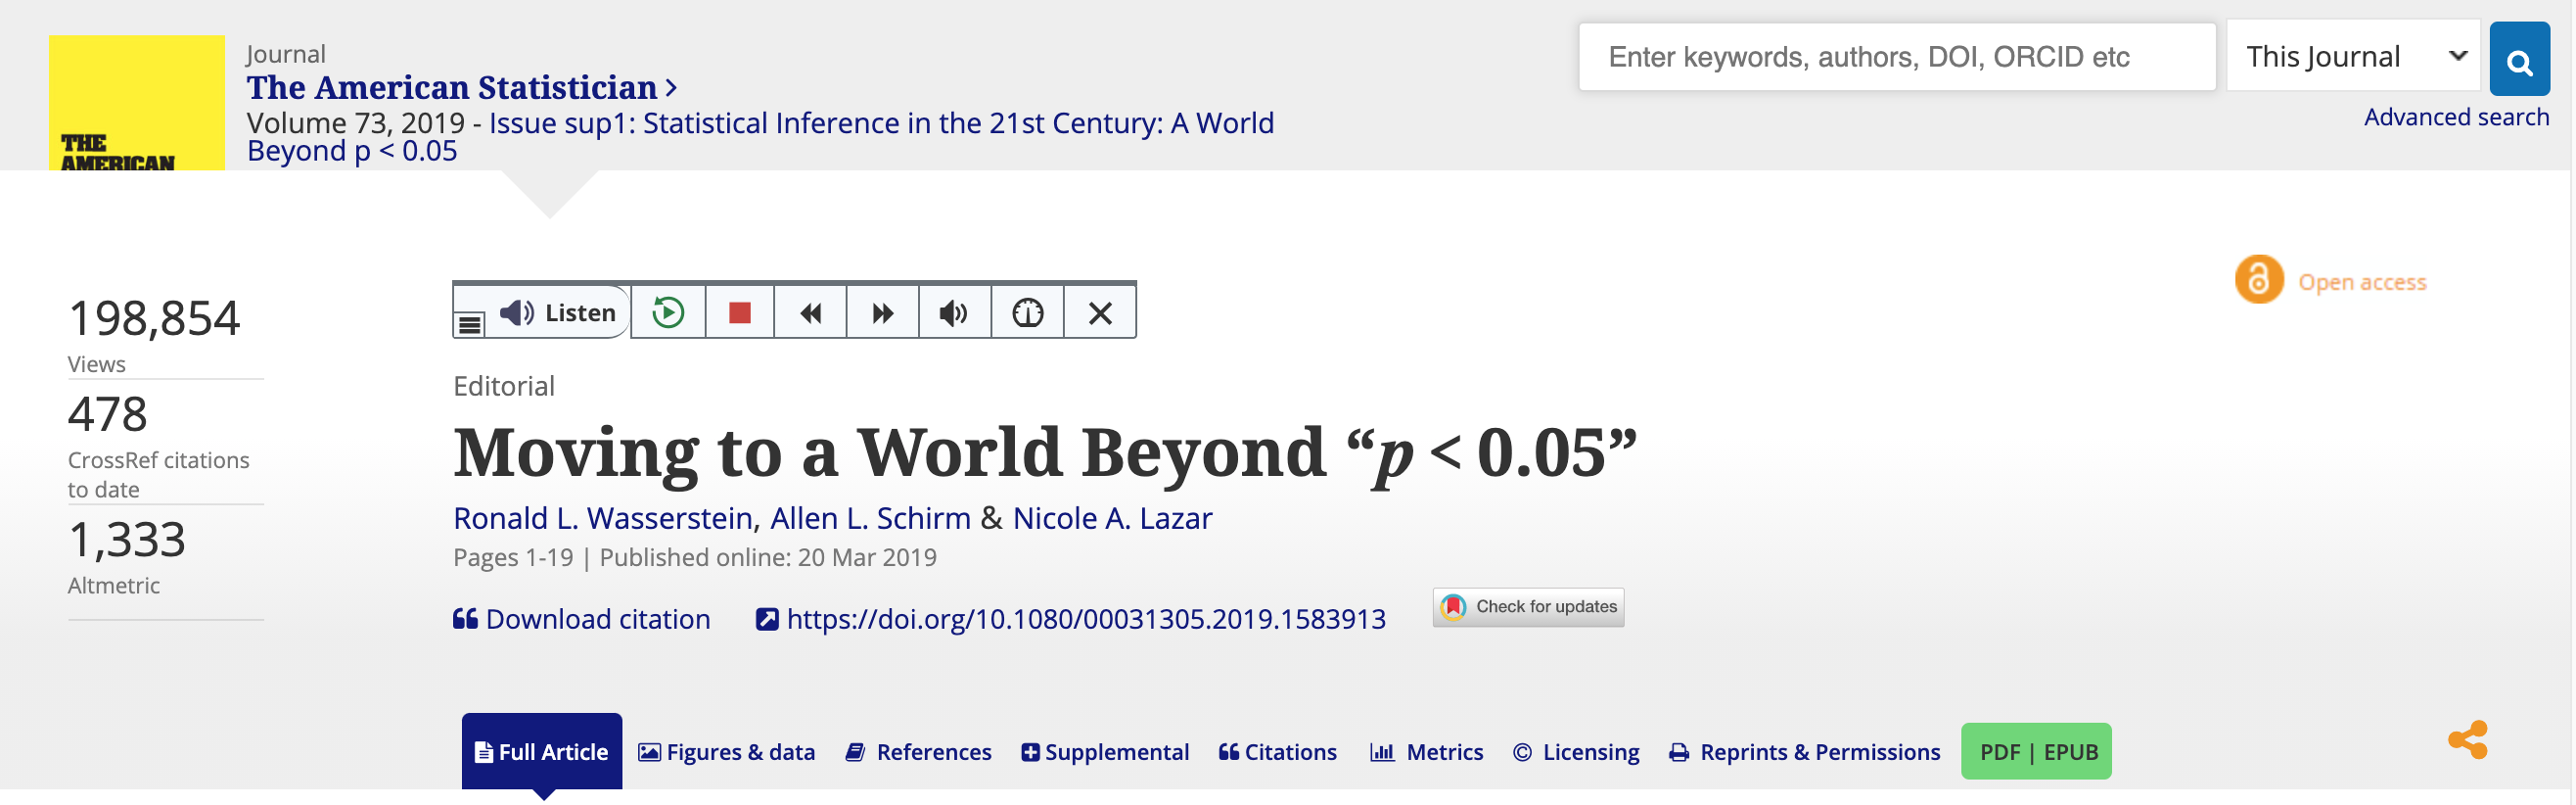 THE
AMERICAN
Journal
The American Statistician >
Volume 73, 2019 - Issue sup1: Statistical Inference in the 21st Century: A World
Beyond p < 0.05
Enter keywords, authors, DOI, ORCID etc
This Journal
Advanced search
198,854
Views
478
CrossRef citations
to date
1,333
Altmetric
Listen
Open access
Editorial
Moving to a World Beyond “p < 0.05”
Ronald L. Wasserstein, Allen L. Schirm & Nicole A. Lazar
Pages 1-19 | Published online: 20 Mar 2019
Download citation https://doi.org/10.1080/00031305.2019.1583913 Check for updates
Full Article Figures & data References Supplemental Citations Metrics © Licensing Reprints & Permissions PDF | EPUB